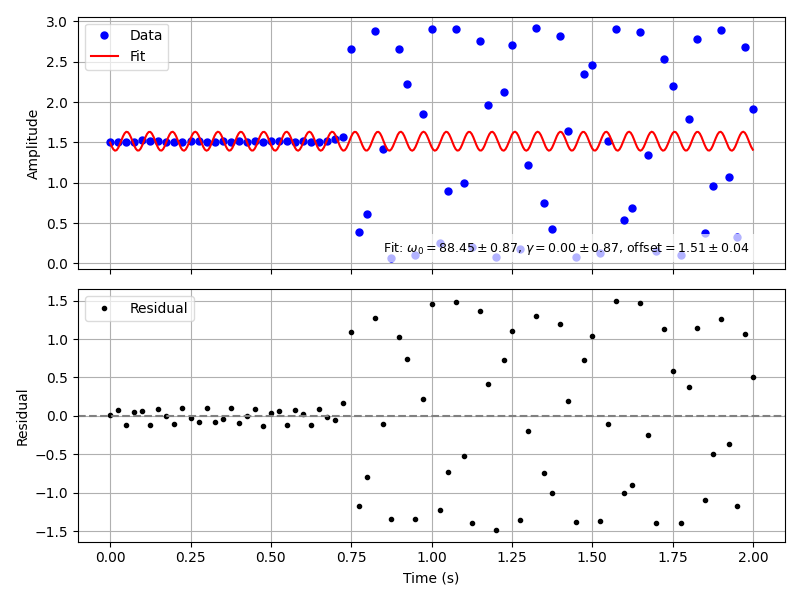 3.0
2.5
2.0
1.5
1.0
0.5
0.0
Amplitude
Data
Fit
Fit: ω₀ = 88.45 ± 0.87, γ = 0.00 ± 0.87, offset = 1.51 ± 0.04
1.5
1.0
0.5
0.0
−0.5
−1.0
−1.5
Residual
Residual
0.00 0.25 0.50 0.75 1.00 1.25 1.50 1.75 2.00
Time (s)